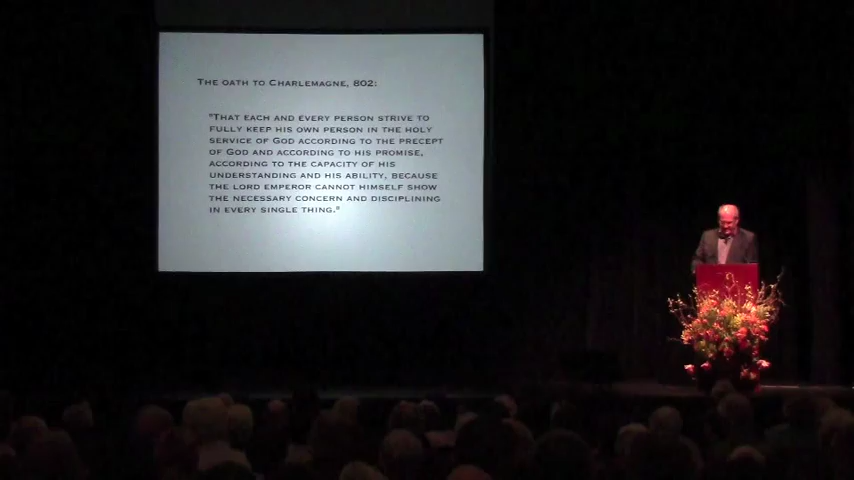 The oath to Charlemagne, 802:
"That each and every person strive to
fully keep his own person in the holy
service of God according to the precept
of God and according to his promise,
according to the capacity of his
understanding and his ability, because
the lord emperor cannot himself show
the necessary concern and disciplining
in every single thing."